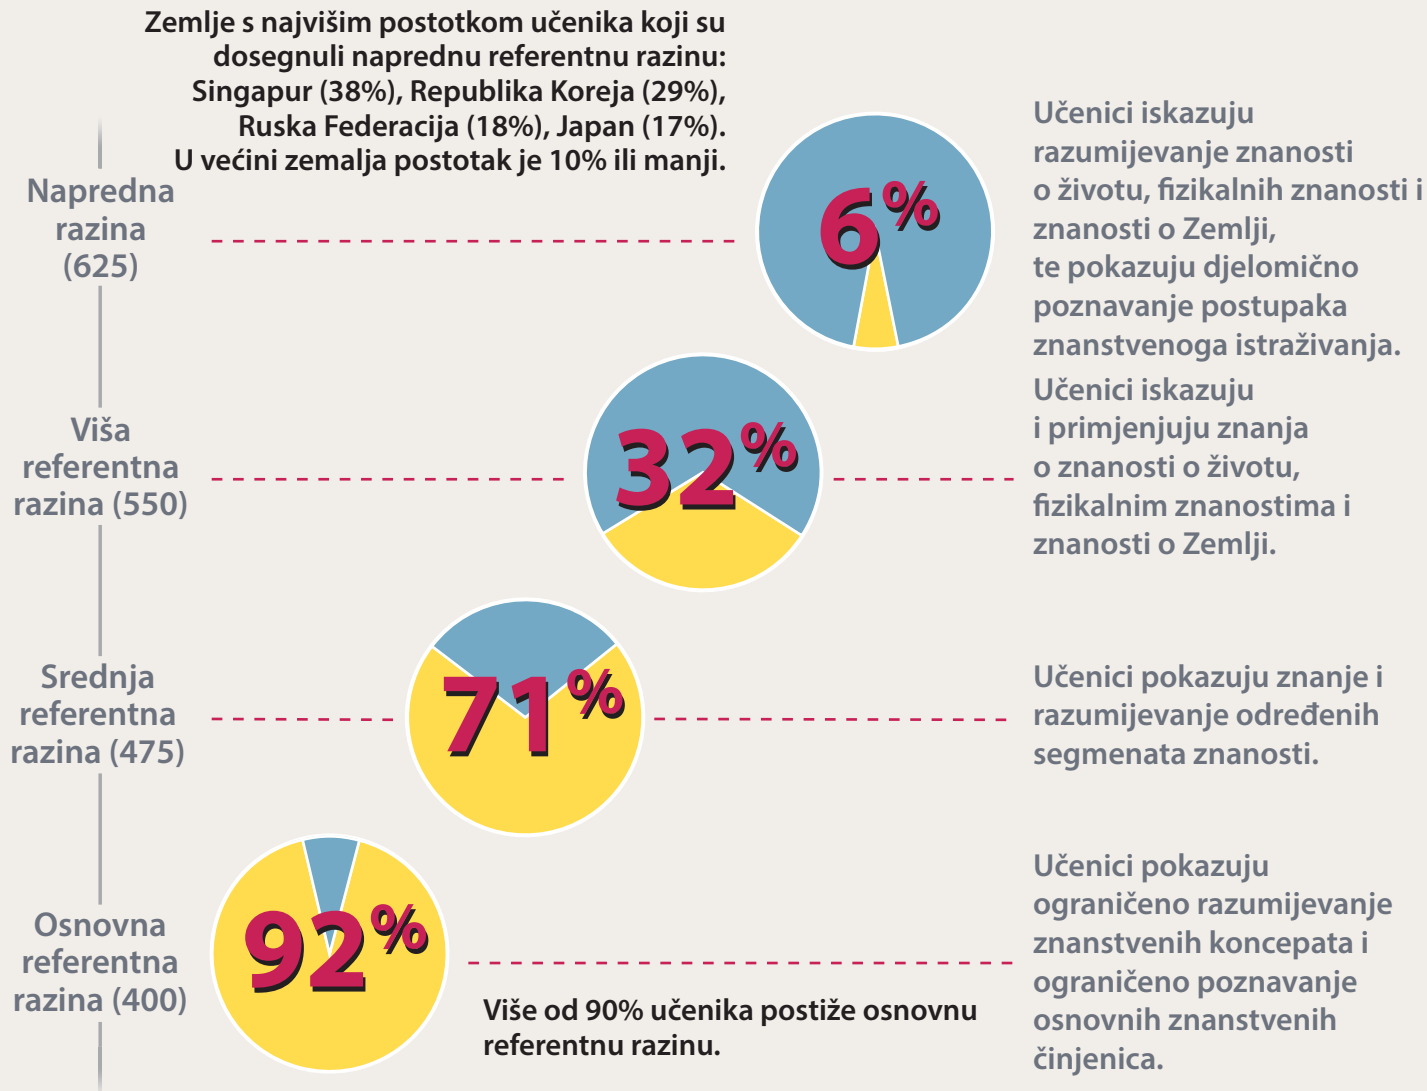 Zemlje s najvišim postotkom učenika koji su
dosegnuli naprednu referentnu razinu:
Singapur (38%), Republika Koreja (29%),
Ruska Federacija (18%), Japan (17%).
U većini zemalja postotak je 10% ili manji.
Napredna
razina
(625)
6%
Učenici iskazuju
razumijevanje znanosti
o životu, fizikalnih znanosti i
znanosti o Zemlji,
te pokazuju djelomično
poznavanje postupaka
znanstvenoga istraživanja.
Viša
referentna
razina (550)
32%
Učenici iskazuju
i primjenjuju znanja
o znanosti o životu,
fizikalnim znanostima i
znanosti o Zemlji.
Srednja
referentna
razina (475)
71%
Učenici pokazuju znanje i
razumijevanje određenih
segmenata znanosti.
Osnovna
referentna
razina (400)
92%
Više od 90% učenika postiže osnovnu
referentnu razinu.
Učenici pokazuju
ograničeno razumijevanje
znanstvenih koncepata i
ograničeno poznavanje
osnovnih znanstvenih
činjenica.